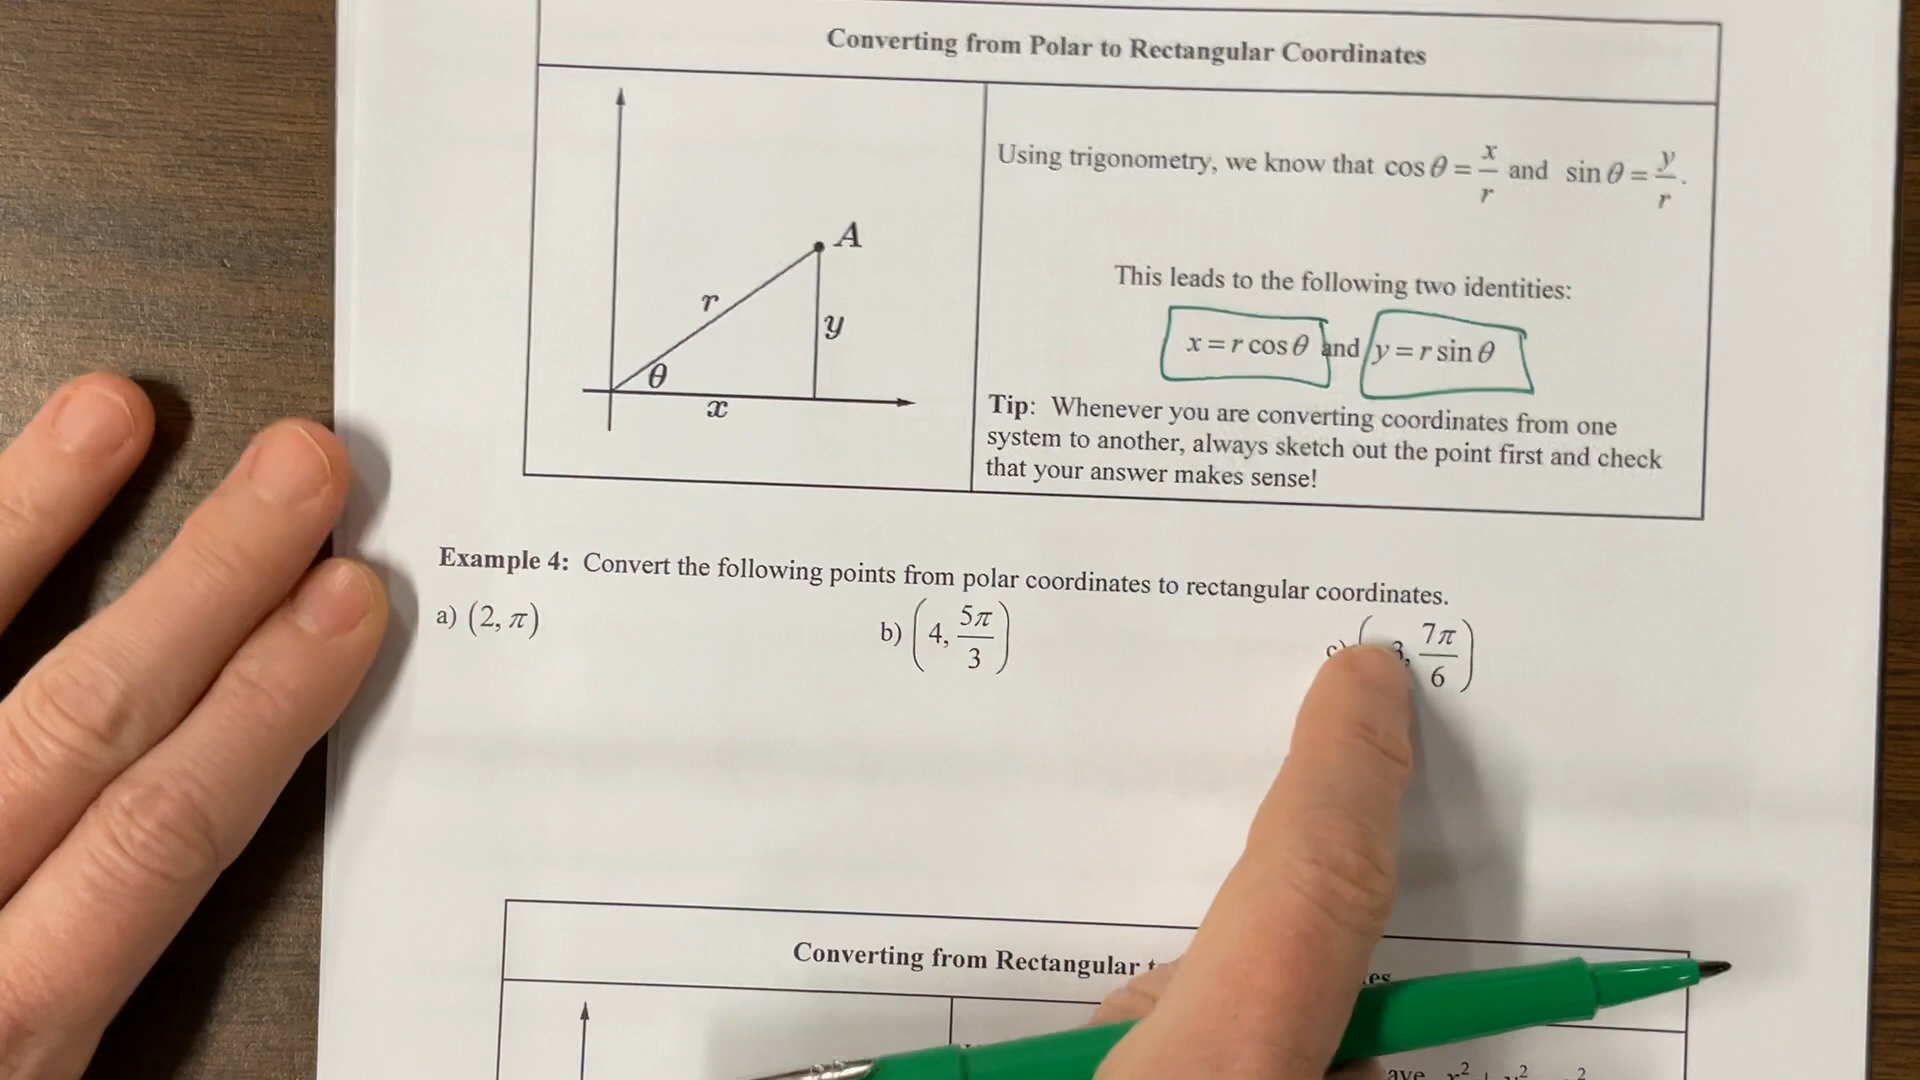 Converting from Polar to Rectangular Coordinates
Using trigonometry, we know that cos θ = x/r and sin θ = y/r.
This leads to the following two identities:
x = r cos θ and y = r sin θ
Tip: Whenever you are converting coordinates from one
system to another, always sketch out the point first and check
that your answer makes sense!
A
r
y
θ
x
Example 4: Convert the following points from polar coordinates to rectangular coordinates.
a) (2, π)
b) (4, 5π/3)
c) ( 3, 7π/6)
Converting from Rectangular